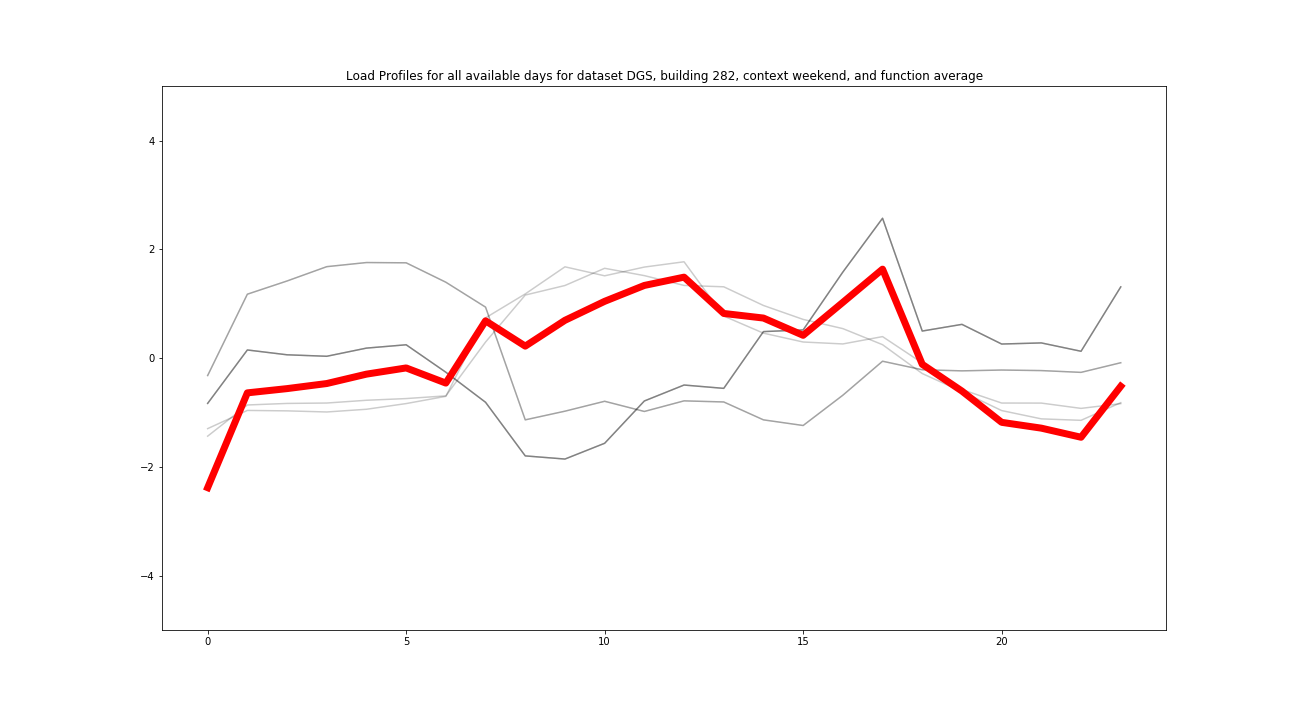 Load Profiles for all available days for dataset DGS, building 282, context weekend, and function average
4
2
0
−2
−4
0 5 10 15 20